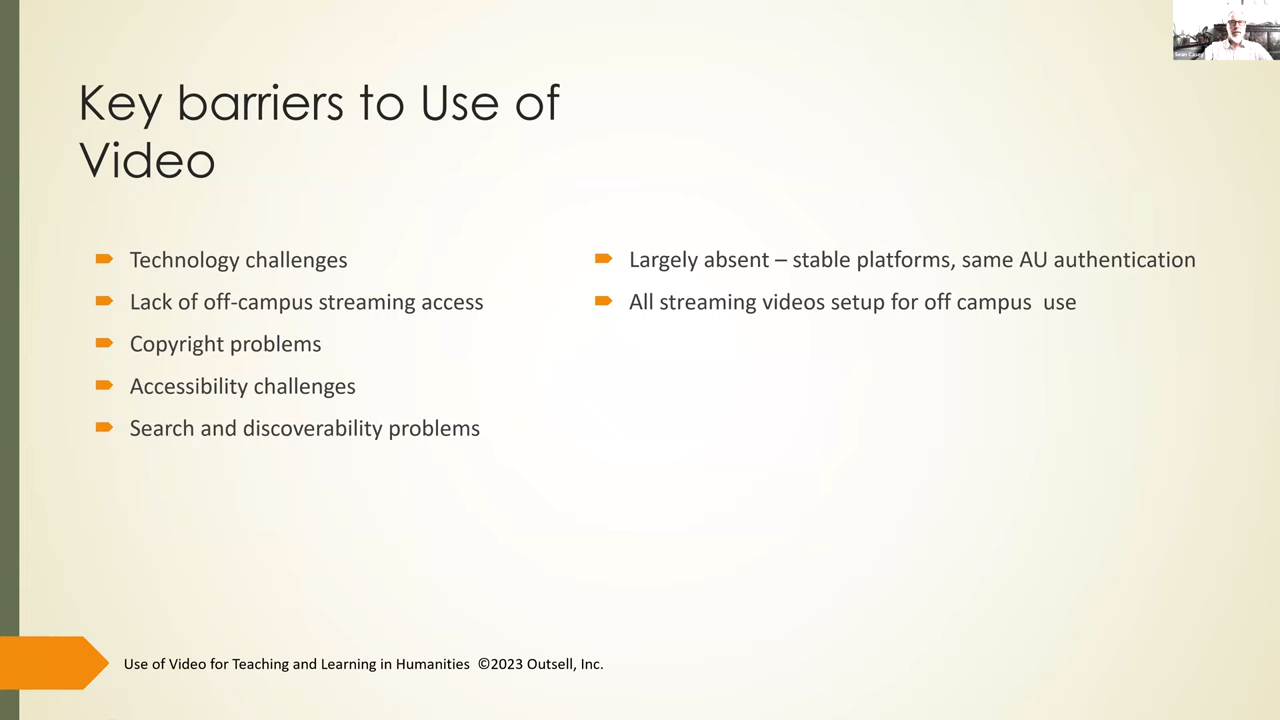 Key barriers to Use of
Video
Technology challenges
Lack of off-campus streaming access
Copyright problems
Accessibility challenges
Search and discoverability problems
Largely absent – stable platforms, same AU authentication
All streaming videos setup for off campus  use
Use of Video for Teaching and Learning in Humanities  ©2023 Outsell, Inc.
Sean Casey